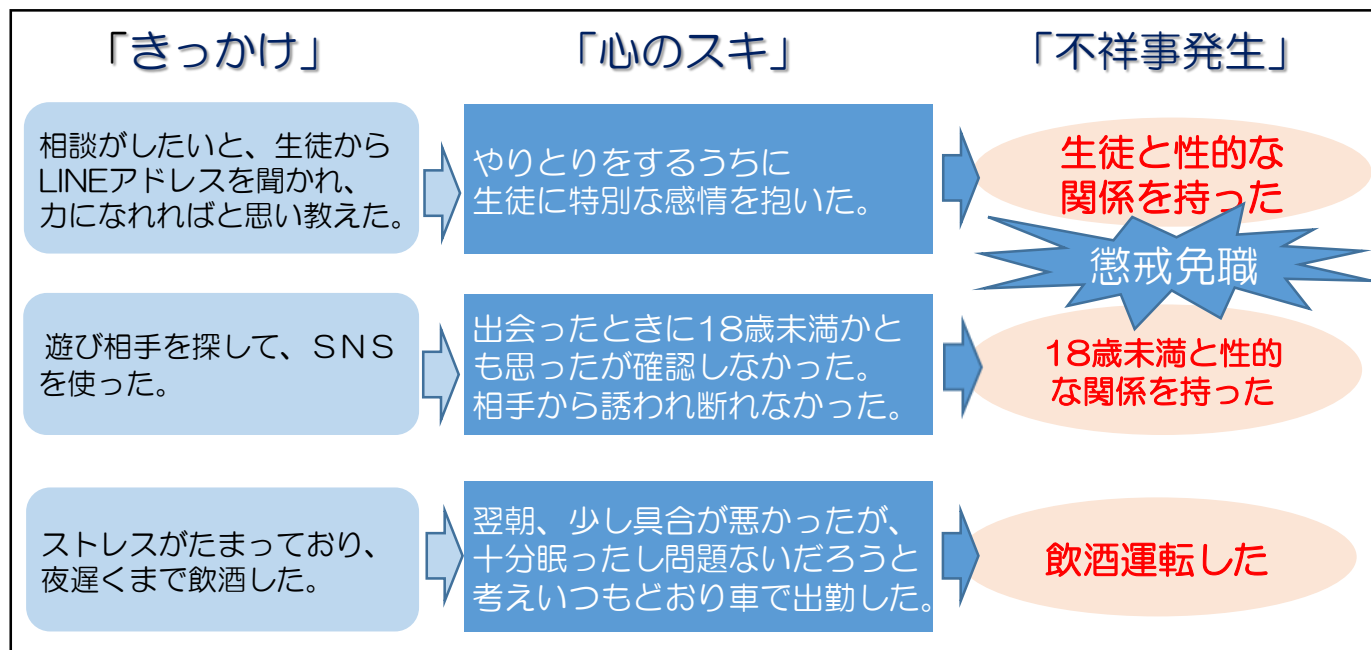 「きっかけ」
「心のスキ」
「不祥事発生」
相談がしたいと、生徒から
LINEアドレスを聞かれ、
力になれればと思い教えた。
やりとりをするうちに
生徒に特別な感情を抱いた。
生徒と性的な
関係を持った
懲戒免職
遊び相手を探して、ＳＮＳ
を使った。
出会ったときに18歳未満かと
も思ったが確認しなかった。
相手から誘われ断れなかった。
18歳未満と性的
な関係を持った
ストレスがたまっており、
夜遅くまで飲酒した。
翌朝、少し具合が悪かったが、
十分眠ったし問題ないだろうと
考えいつもどおり車で出勤した。
飲酒運転した